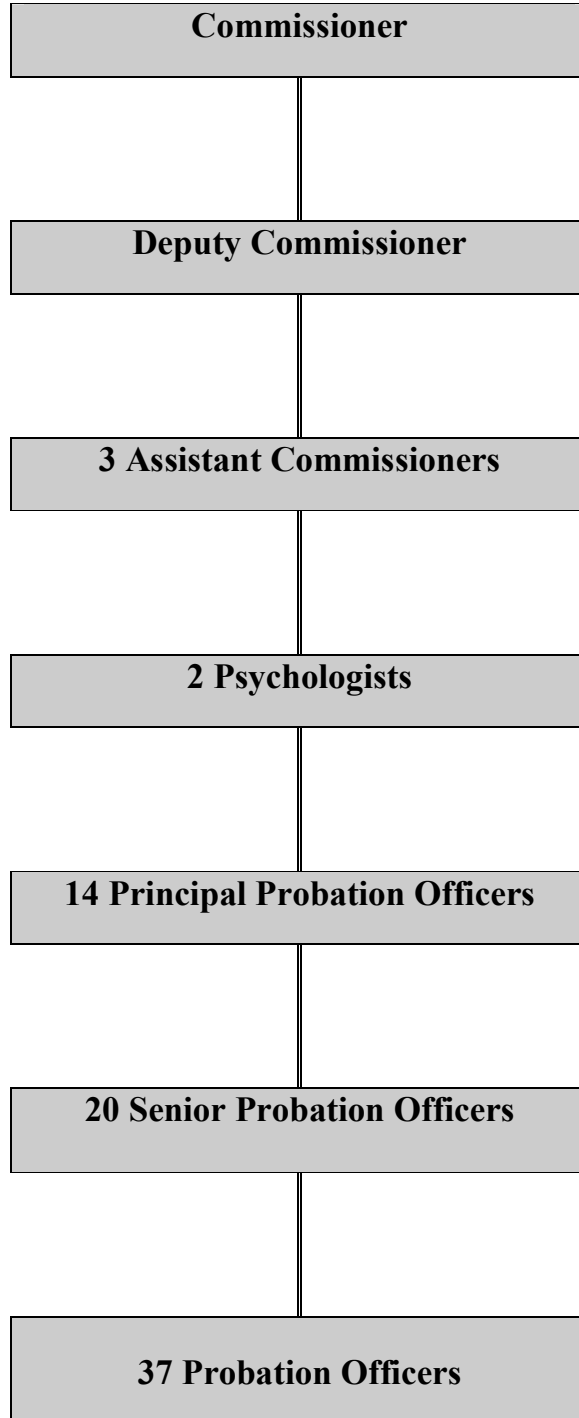 Commissioner
Deputy Commissioner
3 Assistant Commissioners
2 Psychologists
14 Principal Probation Officers
20 Senior Probation Officers
37 Probation Officers